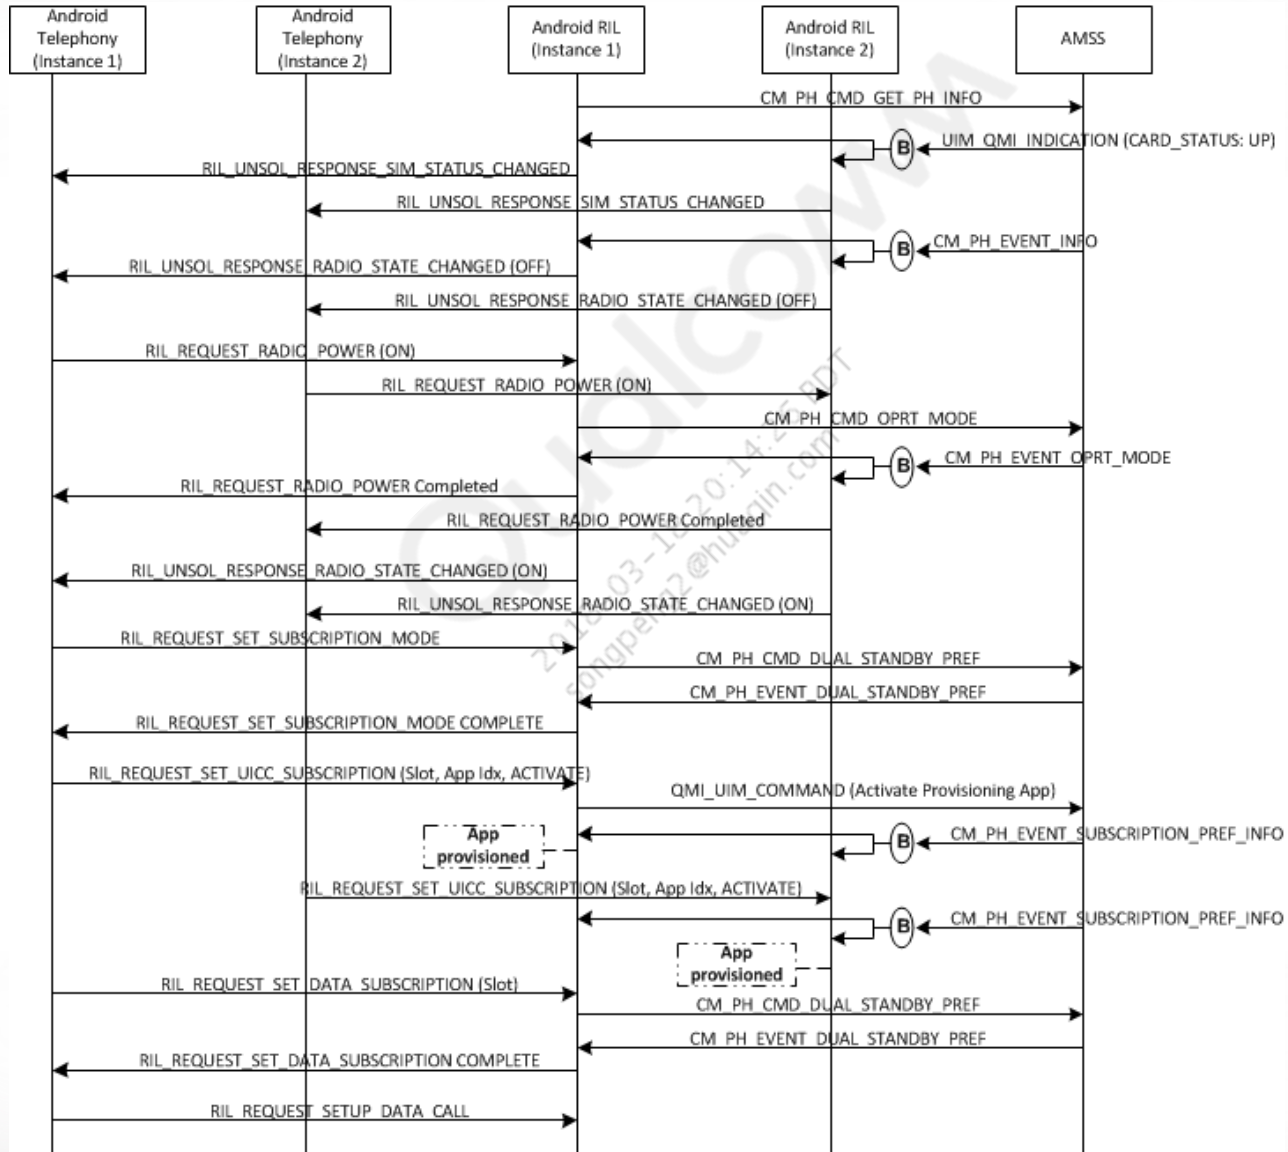 Android
Telephony
(Instance 1)
Android
Telephony
(Instance 2)
Android RIL
(Instance 1)
Android RIL
(Instance 2)
AMSS
CM_PH_CMD_GET_PH_INFO
B
UIM_QMI_INDICATION (CARD_STATUS: UP)
RIL_UNSOL_RESPONSE_SIM_STATUS_CHANGED
RIL_UNSOL_RESPONSE_SIM_STATUS_CHANGED
B
CM_PH_EVENT_INFO
RIL_UNSOL_RESPONSE_RADIO_STATE_CHANGED (OFF)
RIL_UNSOL_RESPONSE_RADIO_STATE_CHANGED (OFF)
RIL_REQUEST_RADIO_POWER (ON)
RIL_REQUEST_RADIO_POWER (ON)
CM_PH_CMD_OPRT_MODE
B
CM_PH_EVENT_OPRT_MODE
RIL_REQUEST_RADIO_POWER Completed
RIL_REQUEST_RADIO_POWER Completed
RIL_UNSOL_RESPONSE_RADIO_STATE_CHANGED (ON)
RIL_UNSOL_RESPONSE_RADIO_STATE_CHANGED (ON)
RIL_REQUEST_SET_SUBSCRIPTION_MODE
CM_PH_CMD_DUAL_STANDBY_PREF
CM_PH_EVENT_DUAL_STANDBY_PREF
RIL_REQUEST_SET_SUBSCRIPTION_MODE COMPLETE
RIL_REQUEST_SET_UICC_SUBSCRIPTION (Slot, App Idx, ACTIVATE)
QMI_UIM_COMMAND (Activate Provisioning App)
App
provisioned
B
CM_PH_EVENT_SUBSCRIPTION_PREF_INFO
RIL_REQUEST_SET_UICC_SUBSCRIPTION (Slot, App Idx, ACTIVATE)
B
CM_PH_EVENT_SUBSCRIPTION_PREF_INFO
App
provisioned
RIL_REQUEST_SET_DATA_SUBSCRIPTION (Slot)
CM_PH_CMD_DUAL_STANDBY_PREF
CM_PH_EVENT_DUAL_STANDBY_PREF
RIL_REQUEST_SET_DATA_SUBSCRIPTION COMPLETE
RIL_REQUEST_SETUP_DATA_CALL
Qualcomm